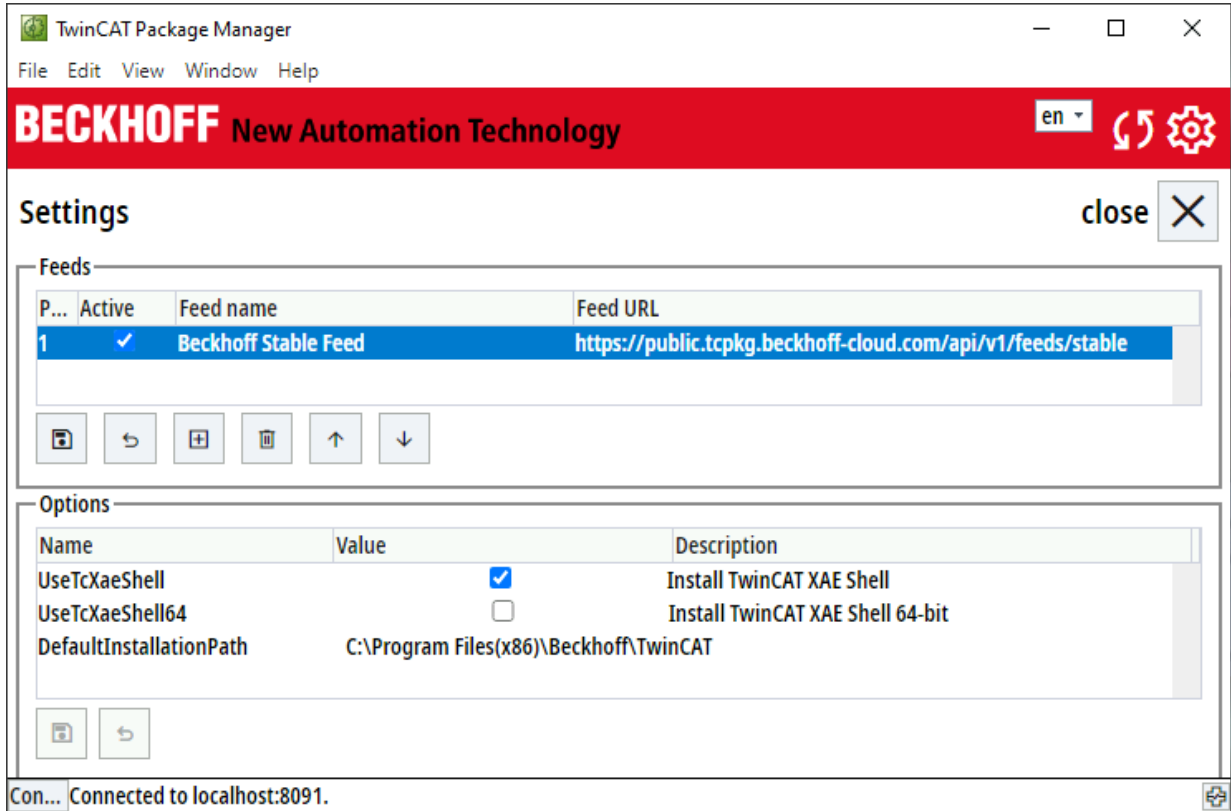 TwinCAT Package Manager
File Edit View Window Help
BECKHOFF New Automation Technology
en
Settings
close
Feeds
P... Active Feed name Feed URL
1 Beckhoff Stable Feed https://public.tcpkg.beckhoff-cloud.com/api/v1/feeds/stable
Options
Name Value Description
UseTcXaeShell Install TwinCAT XAE Shell
UseTcXaeShell64 Install TwinCAT XAE Shell 64-bit
DefaultInstallationPath C:\Program Files(x86)\Beckhoff\TwinCAT
Con... Connected to localhost:8091.